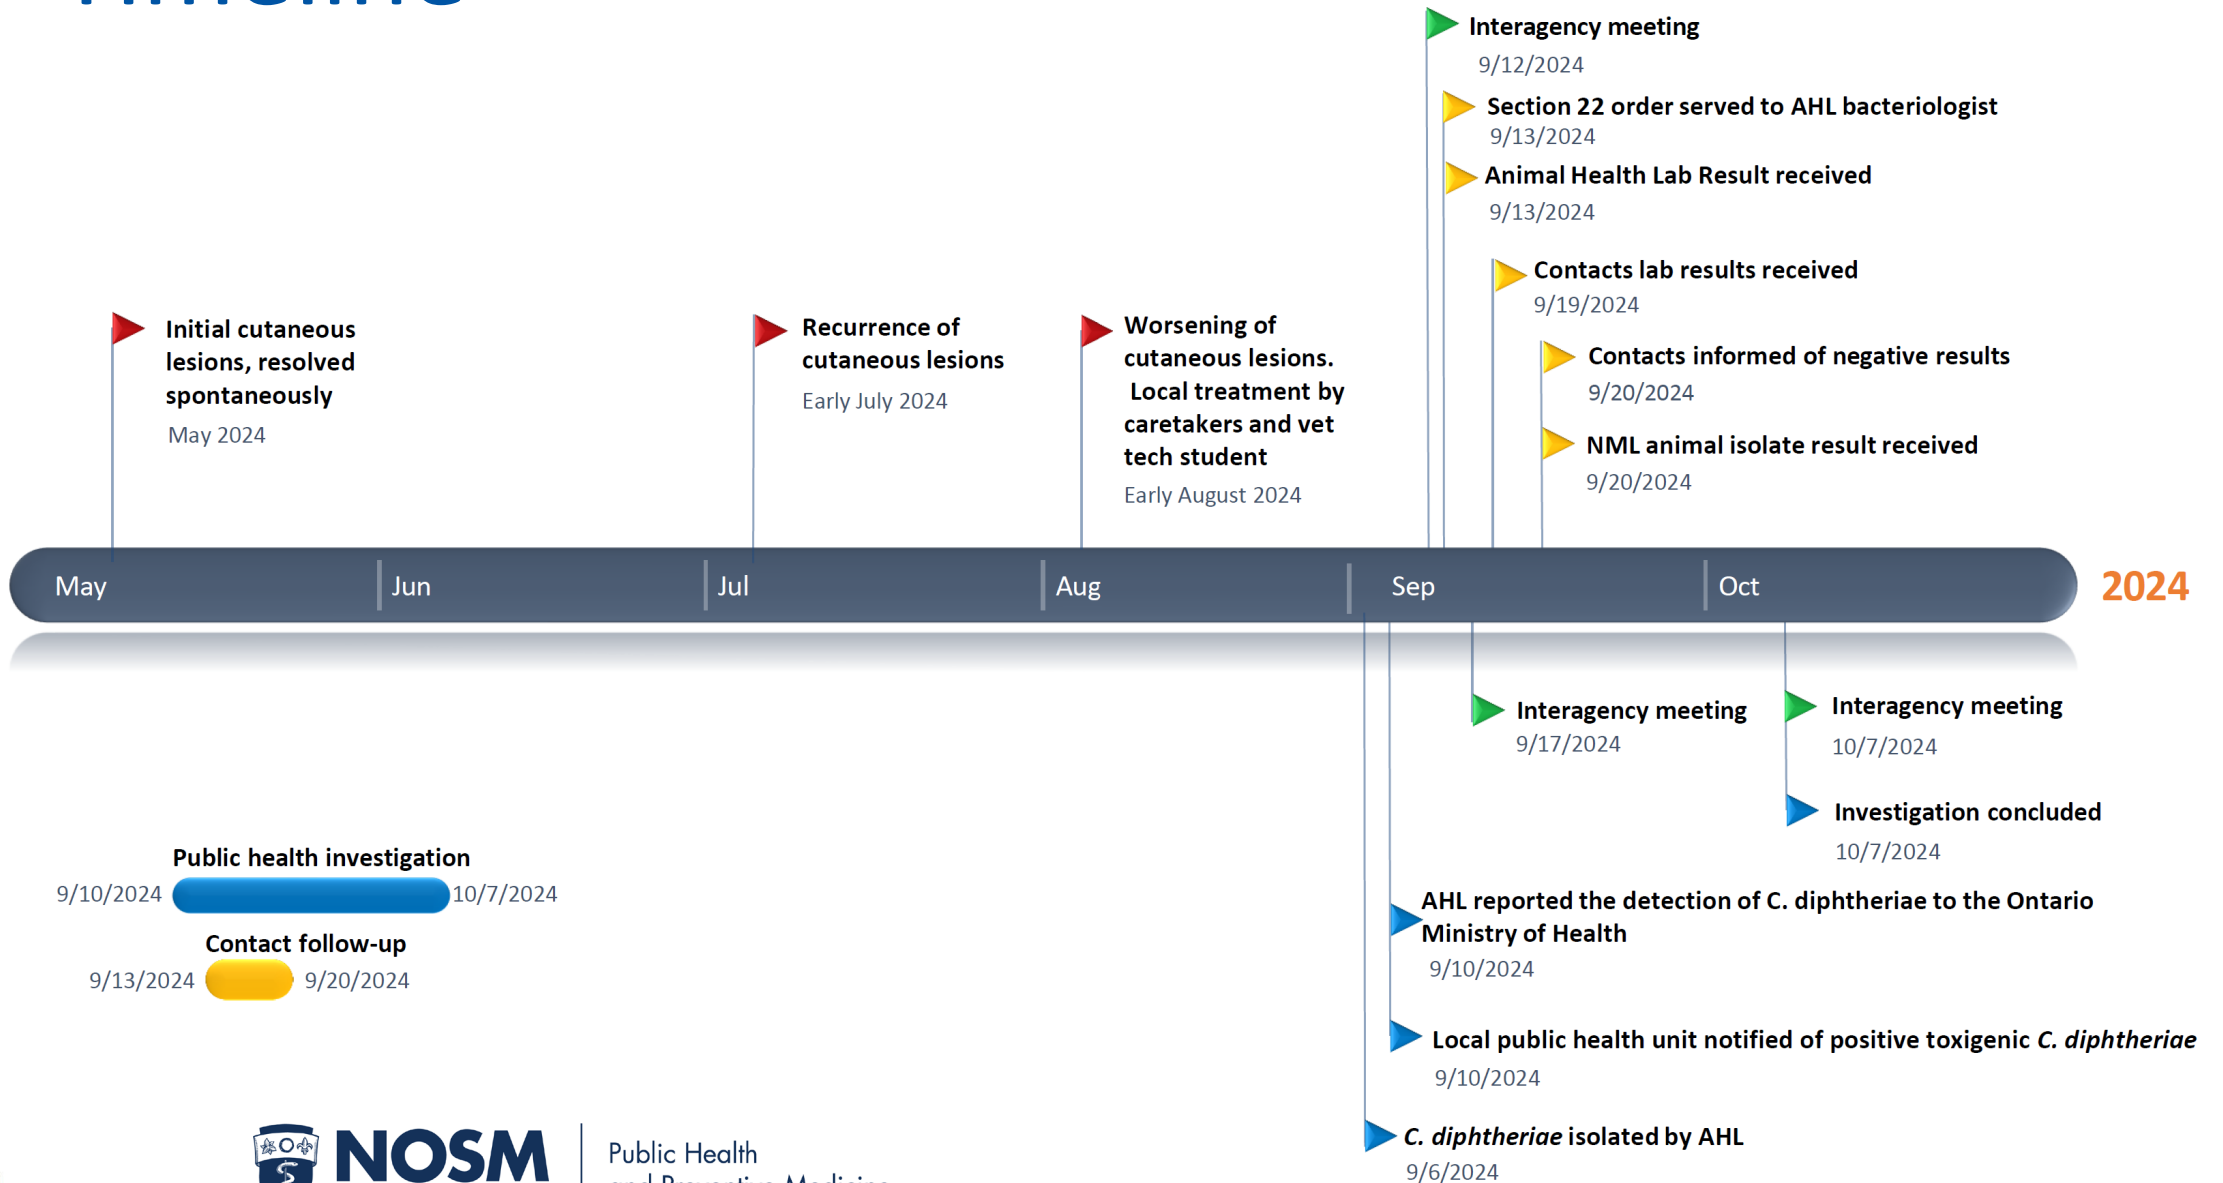 Timeline
Interagency meeting
9/12/2024
Section 22 order served to AHL bacteriologist
9/13/2024
Animal Health Lab Result received
9/13/2024
Contacts lab results received
9/19/2024
Contacts informed of negative results
9/20/2024
NML animal isolate result received
9/20/2024
Initial cutaneous
lesions, resolved
spontaneously
May 2024
Recurrence of
cutaneous lesions
Early July 2024
Worsening of
cutaneous lesions.
Local treatment by
caretakers and vet
tech student
Early August 2024
May
Jun
Jul
Aug
Sep
Oct
2024
Interagency meeting
9/17/2024
Interagency meeting
10/7/2024
Investigation concluded
10/7/2024
Public health investigation
9/10/2024
10/7/2024
Contact follow-up
9/13/2024
9/20/2024
AHL reported the detection of C. diphtheriae to the Ontario
Ministry of Health
9/10/2024
Local public health unit notified of positive toxigenic C. diphtheriae
9/10/2024
C. diphtheriae isolated by AHL
9/6/2024
NOSM
Public Health
and Preventive Medicine